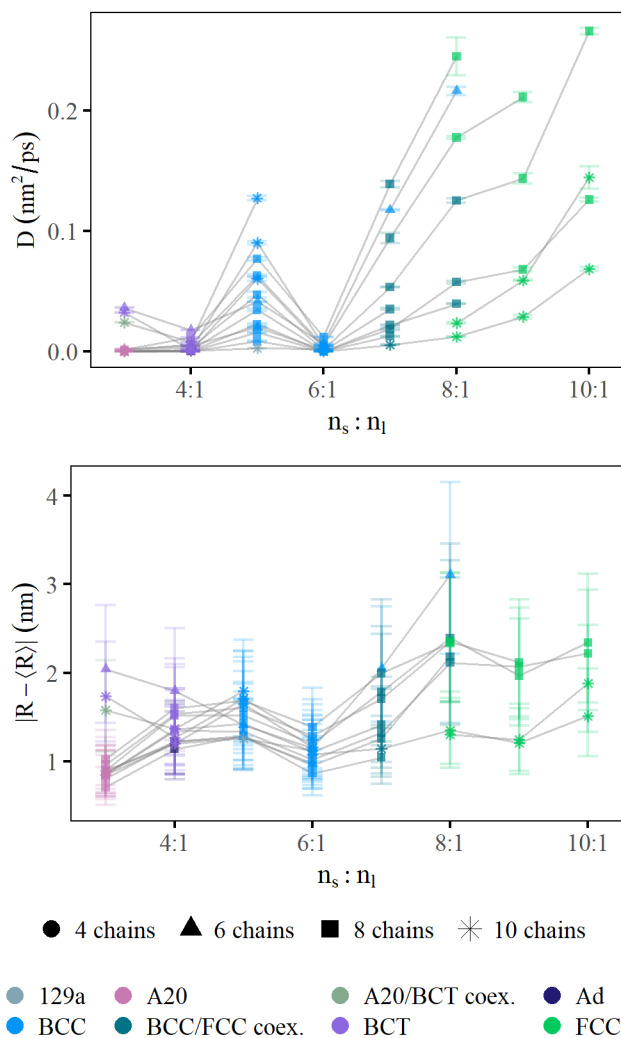 0.2
0.1
0.0
D (nm²/ps)
4:1 6:1 8:1 10:1
nₛ : nₗ
4
3
2
1
|R − ⟨R⟩| (nm)
4:1 6:1 8:1 10:1
nₛ : nₗ
4 chains 6 chains 8 chains 10 chains
129a A20 A20/BCT coex. Ad
BCC BCC/FCC coex. BCT FCC